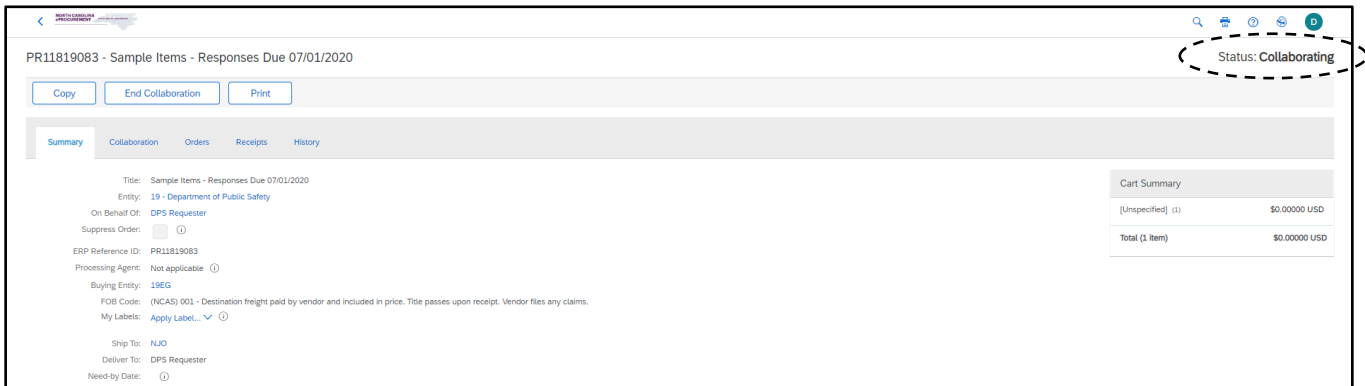 NORTH CAROLINA
ePROCUREMENT
D
PR11819083 - Sample Items - Responses Due 07/01/2020
Status: Collaborating
Copy End Collaboration Print
Summary Collaboration Orders Receipts History
Title: Sample Items - Responses Due 07/01/2020
Entity: 19 - Department of Public Safety
On Behalf Of: DPS Requester
Suppress Order:
ERP Reference ID: PR11819083
Processing Agent: Not applicable
Buying Entity: 19EG
FOB Code: (NCAS) 001 - Destination freight paid by vendor and included in price. Title passes upon receipt. Vendor files any claims.
My Labels: Apply Label...
Ship To: NJO
Deliver To: DPS Requester
Need-by Date:
Cart Summary
[Unspecified] (1) $0.00000 USD
Total (1 item) $0.00000 USD